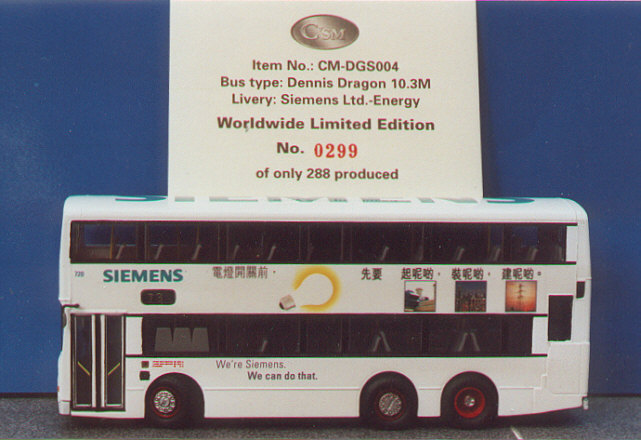 CSM
Item No.: CM-DGS004
Bus type: Dennis Dragon 10.3M
Livery: Siemens Ltd.-Energy
Worldwide Limited Edition
No. 0299
of only 288 produced
SIEMENS
720
SIEMENS
電燈開關前，
先要 起呢啲，裝呢啲，建呢啲。
We're Siemens.
We can do that.